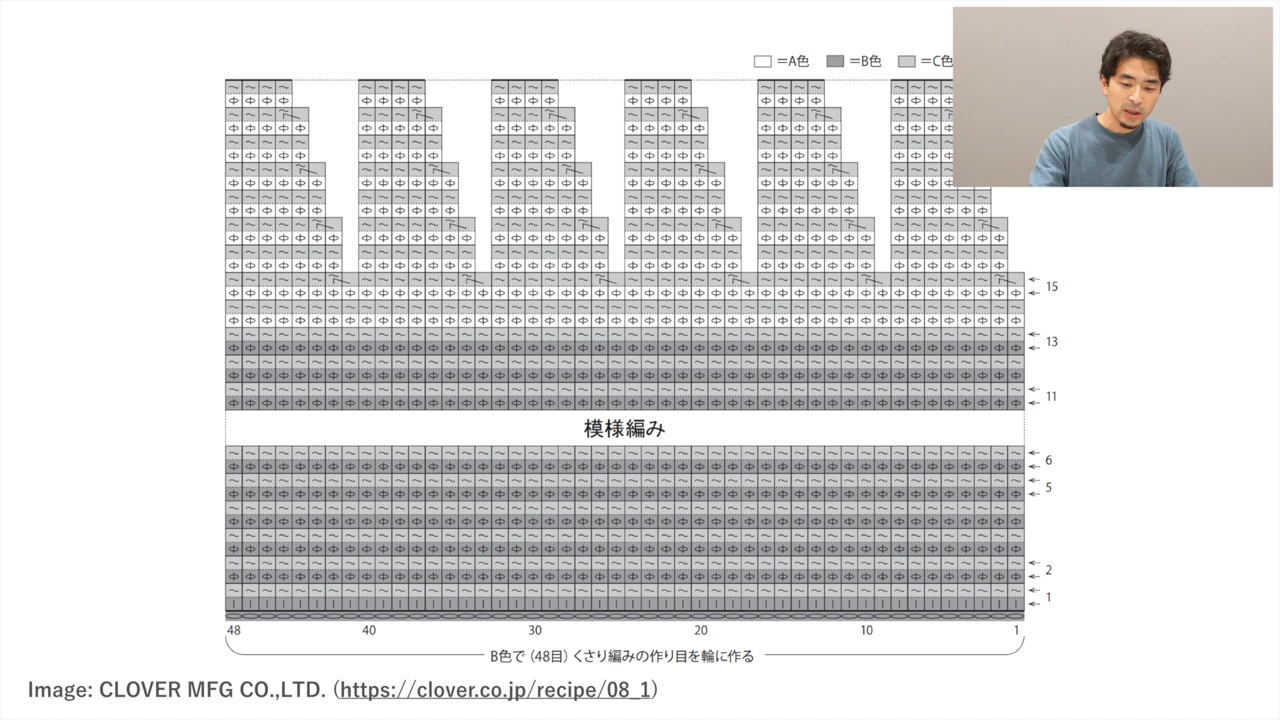 =A色 =B色 =C色
15
13
11
模様編み
6
5
2
1
48 40 30 20 10 1
B色で(48目)くさり編みの作り目を輪に作る
Image: CLOVER MFG CO.,LTD. (https://clover.co.jp/recipe/08_1)